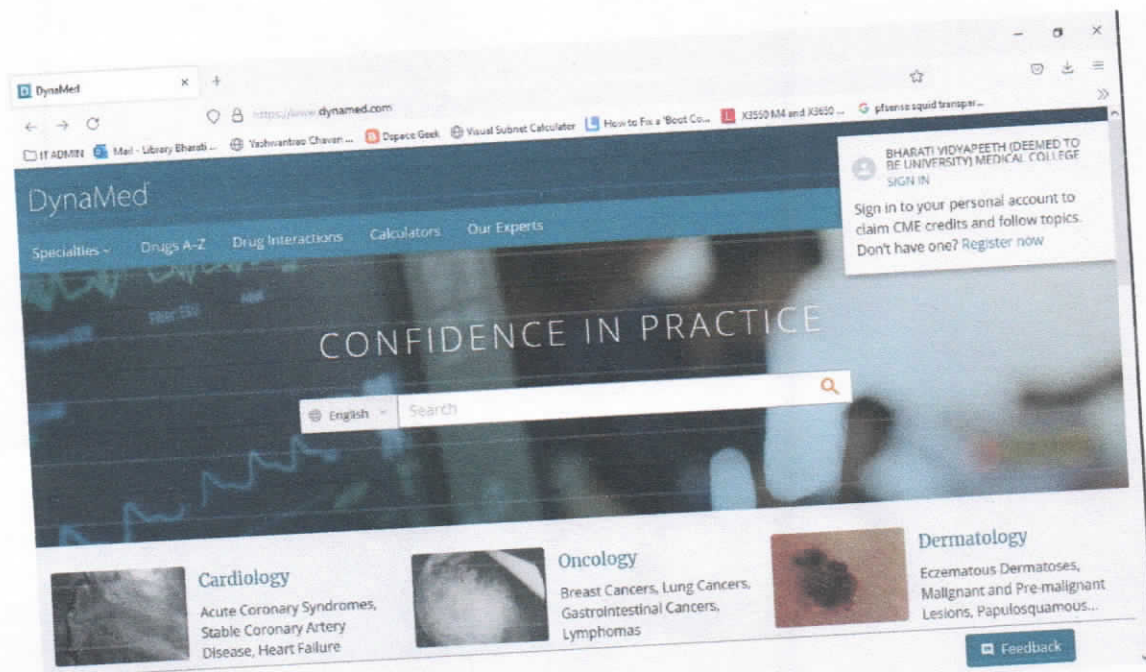 DynaMed
https://www.dynamed.com
IT ADMIN Mail - Library Bharati ... Yashwantrao Chavan ... Dspace Geek Visual Subnet Calculater How to Fix a 'Boot Co... X3550 M4 and X3650 ... pfsense squid transpar...
DynaMed
BHARATI VIDYAPEETH (DEEMED TO
BE UNIVERSITY) MEDICAL COLLEGE
SIGN IN
Sign in to your personal account to
claim CME credits and follow topics.
Don't have one? Register now
Specialties Drugs A-Z Drug Interactions Calculators Our Experts
CONFIDENCE IN PRACTICE
English Search
Cardiology
Acute Coronary Syndromes,
Stable Coronary Artery
Disease, Heart Failure
Oncology
Breast Cancers, Lung Cancers,
Gastrointestinal Cancers,
Lymphomas
Dermatology
Eczematous Dermatoses,
Malignant and Pre-malignant
Lesions, Papulosquamous...
Feedback